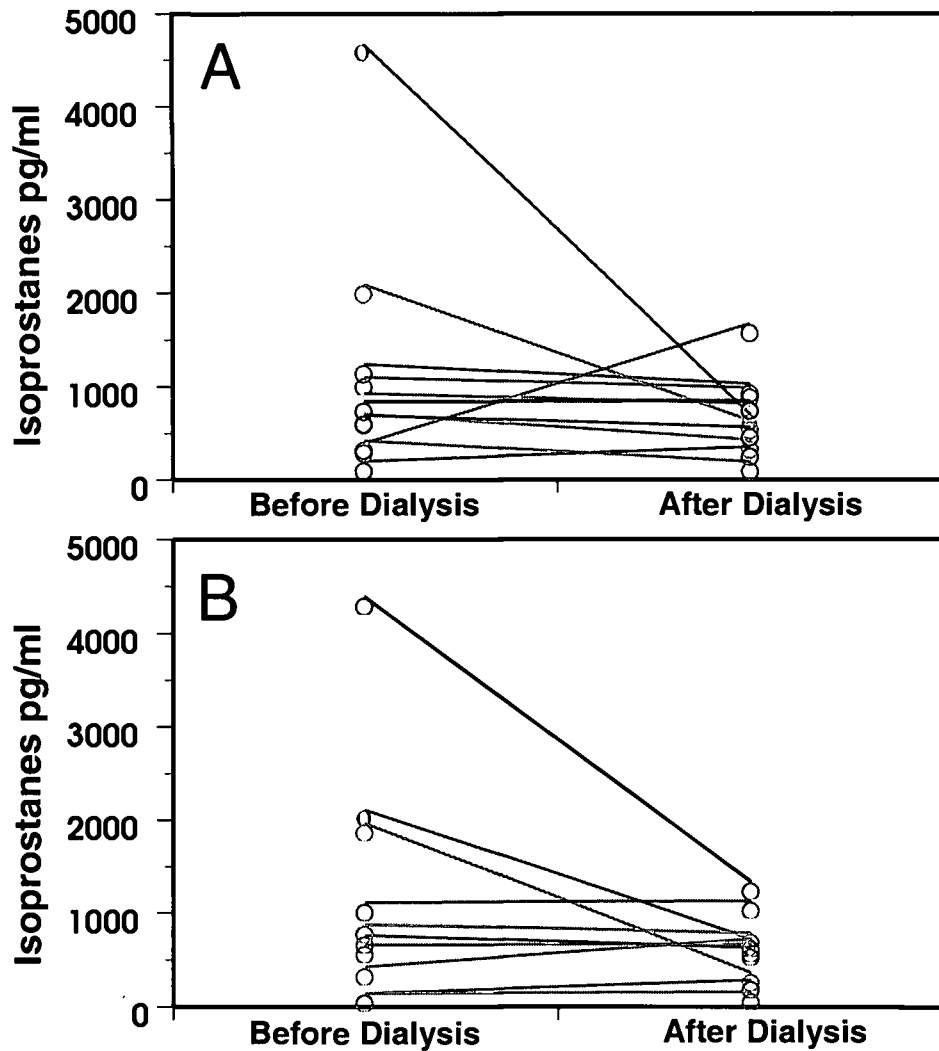 A
Isoprostanes pg/ml
5000
4000
3000
2000
1000
0
Before Dialysis After Dialysis
B
Isoprostanes pg/ml
5000
4000
3000
2000
1000
0
Before Dialysis After Dialysis